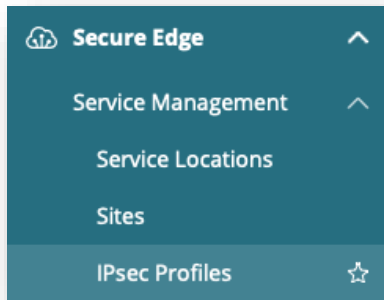 Secure Edge
Service Management
Service Locations
Sites
IPsec Profiles